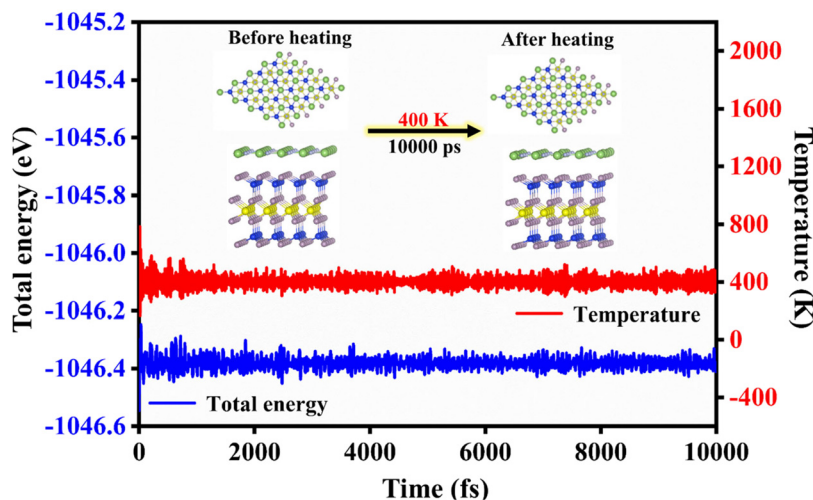 -1045.2
-1045.4
-1045.6
-1045.8
-1046.0
-1046.2
-1046.4
-1046.6
Total energy (eV)
Before heating
After heating
400 K
10000 ps
Temperature
Total energy
2000
1600
1200
800
400
0
-400
Temperature (K)
0
2000
4000
6000
8000
10000
Time (fs)